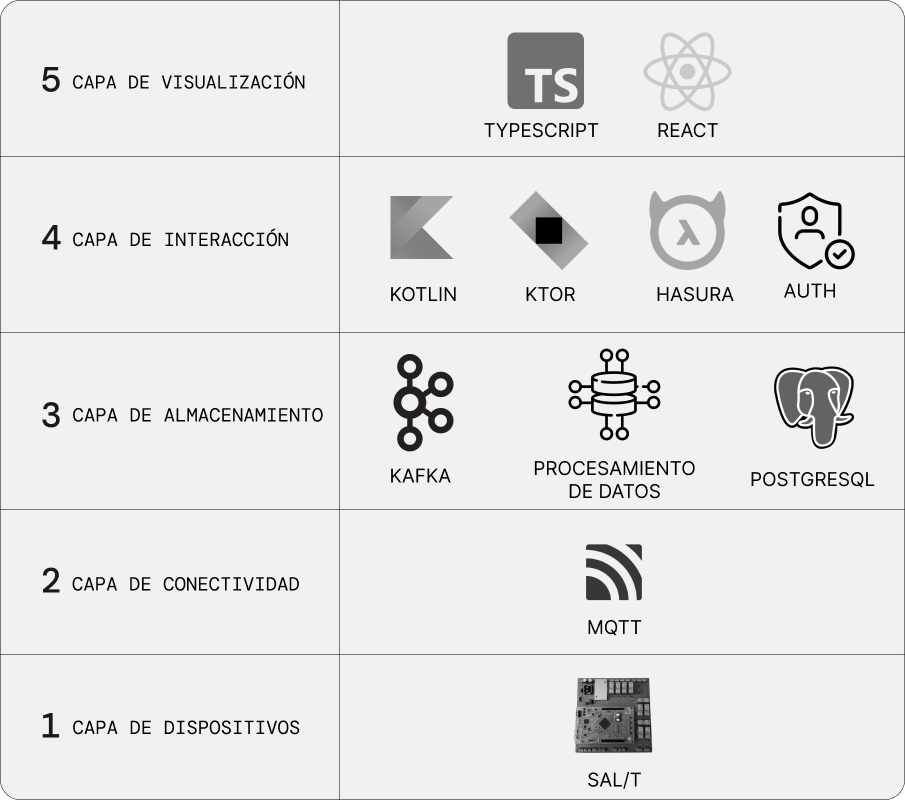 5 CAPA DE VISUALIZACIÓN
TS
TYPESCRIPT
REACT
4 CAPA DE INTERACCIÓN
λ
KOTLIN
KTOR
HASURA
AUTH
3 CAPA DE ALMACENAMIENTO
KAFKA
PROCESAMIENTO
DE DATOS
POSTGRESQL
2 CAPA DE CONECTIVIDAD
MQTT
1 CAPA DE DISPOSITIVOS
SAL/T